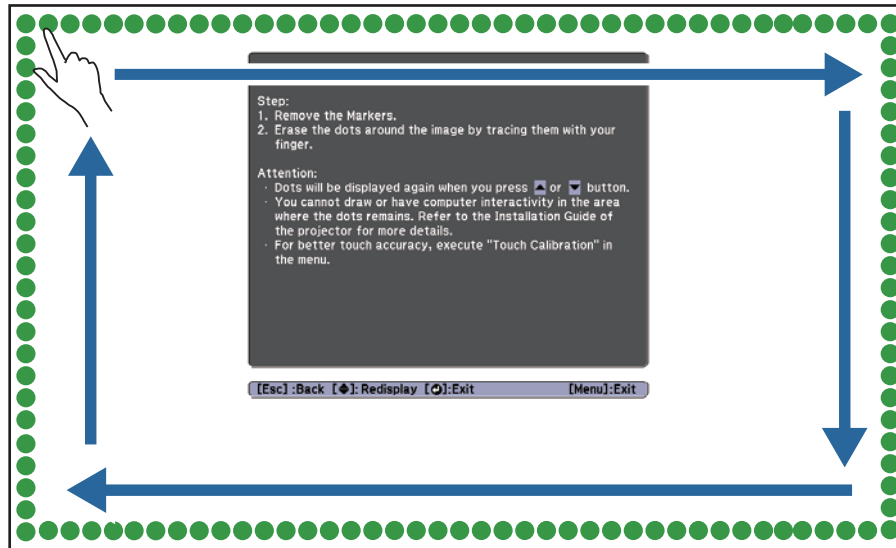 Step:
1. Remove the Markers.
2. Erase the dots around the image by tracing them with your
finger.
Attention:
· Dots will be displayed again when you press ▲ or ▼ button.
· You cannot draw or have computer interactivity in the area
where the dots remains. Refer to the Installation Guide of
the projector for more details.
· For better touch accuracy, execute "Touch Calibration" in
the menu.
[Esc] :Back [◆]: Redisplay [⏎]:Exit [Menu]:Exit